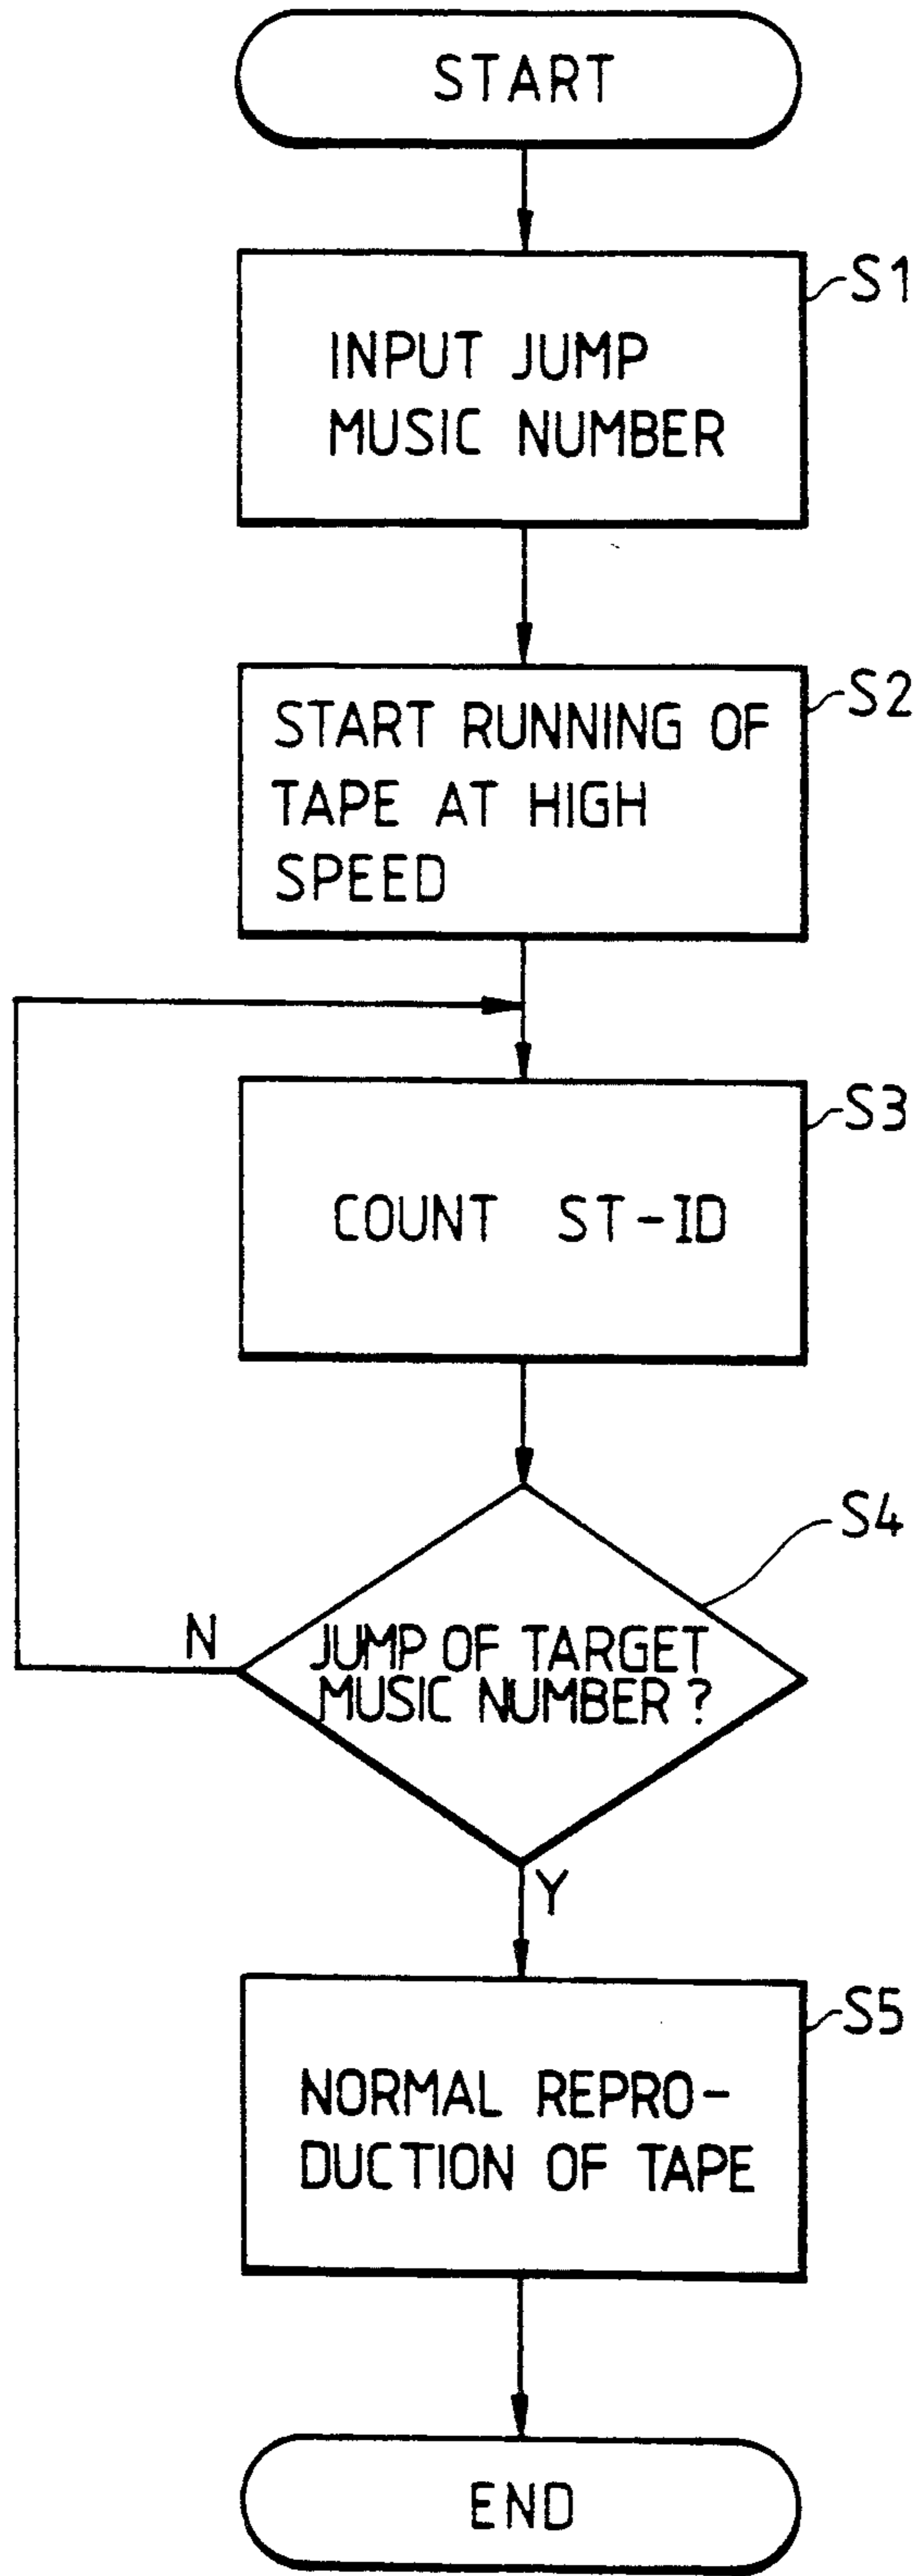 START
S1
INPUT JUMP
MUSIC NUMBER
S2
START RUNNING OF
TAPE AT HIGH
SPEED
S3
COUNT ST-ID
S4
N
JUMP OF TARGET
MUSIC NUMBER?
Y
S5
NORMAL REPRO-
DUCTION OF TAPE
END